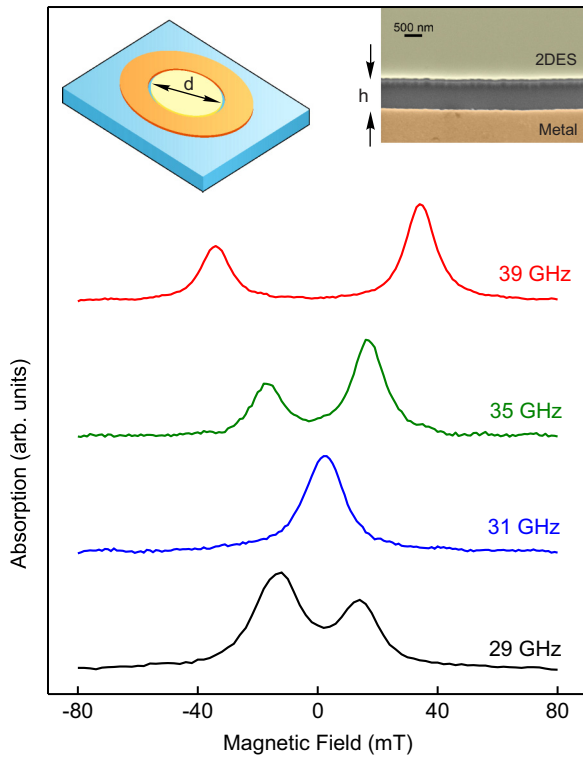 500 nm
2DES
d
h
Metal
39 GHz
35 GHz
31 GHz
29 GHz
Absorption (arb. units)
-80
-40
0
40
80
Magnetic Field (mT)